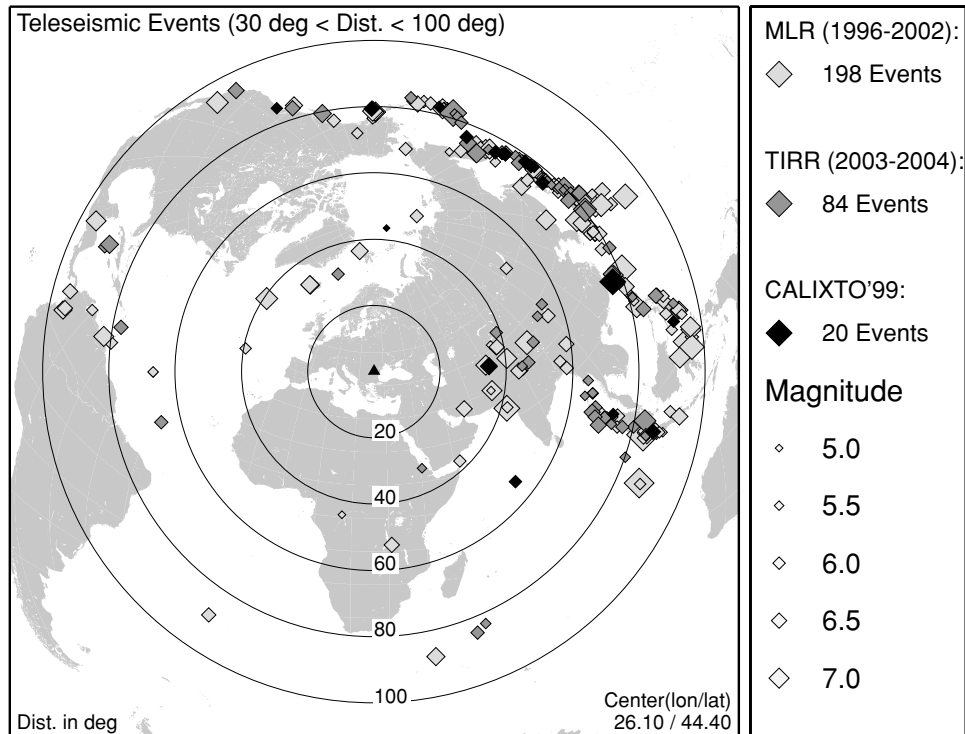 Teleseismic Events (30 deg < Dist. < 100 deg)
20
40
60
80
100
Dist. in deg
Center(lon/lat)
26.10 / 44.40
MLR (1996-2002):
198 Events
TIRR (2003-2004):
84 Events
CALIXTO'99:
20 Events
Magnitude
5.0
5.5
6.0
6.5
7.0